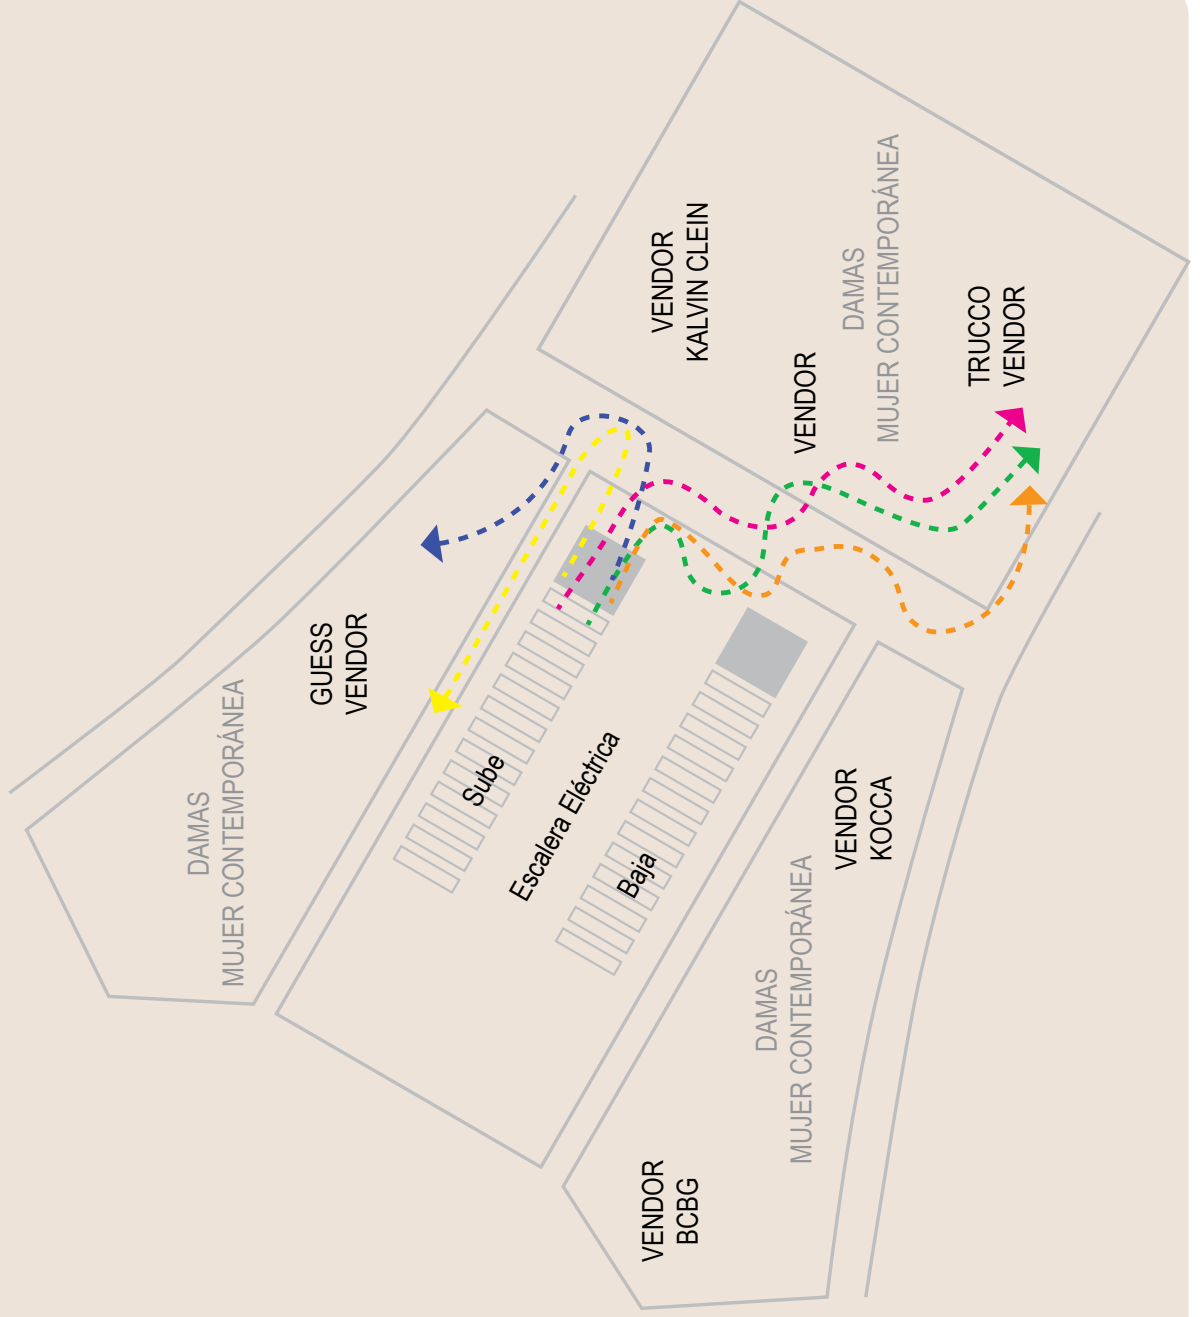 VENDOR
KALVIN CLEIN
DAMAS
MUJER CONTEMPORÁNEA
TRUCCO
VENDOR
VENDOR
GUESS
VENDOR
DAMAS
MUJER CONTEMPORÁNEA
Sube
Escalera Eléctrica
Baja
VENDOR
KOCCA
DAMAS
MUJER CONTEMPORÁNEA
VENDOR
BCBG